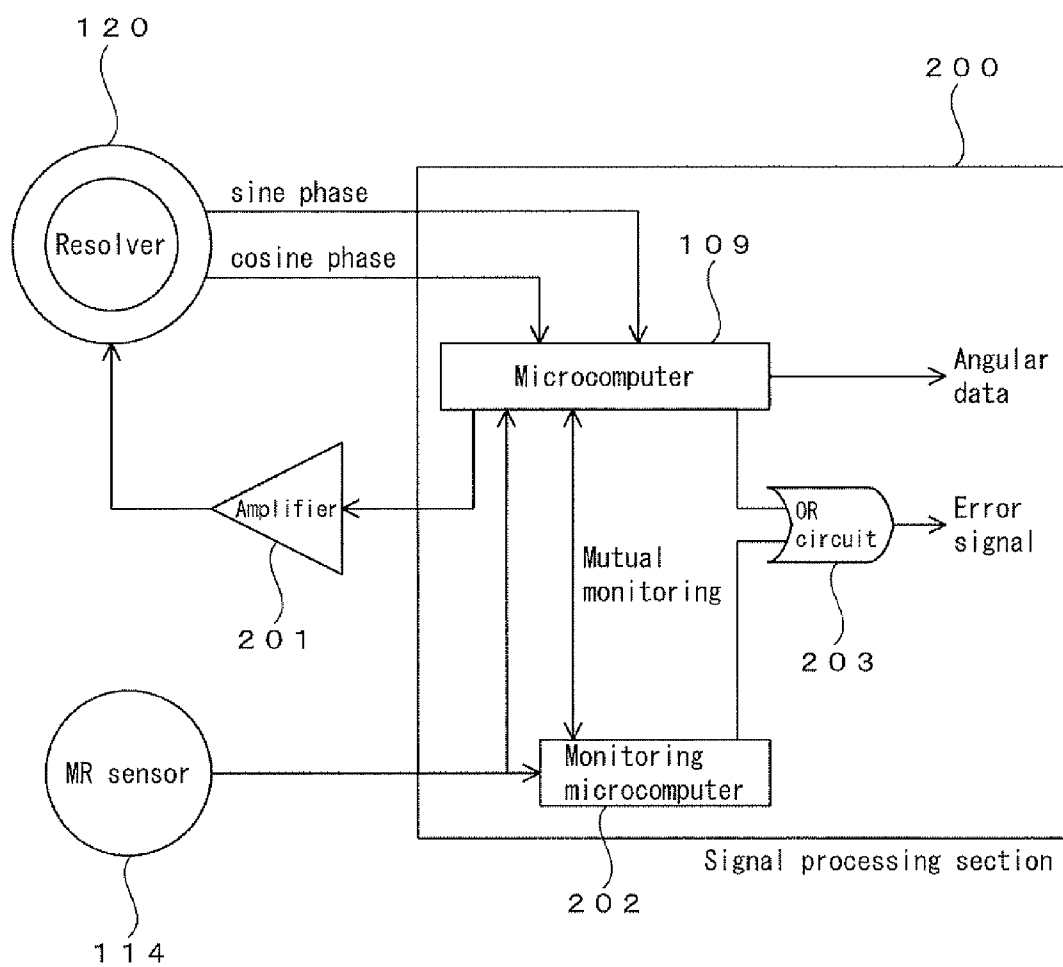 １２０
２００
sine phase
Resolver
cosine phase
１０９
Microcomputer
Angular
data
Amplifier
OR
circuit
Error
signal
Mutual
monitoring
２０１
２０３
MR sensor
Monitoring
microcomputer
Signal processing section
２０２
１１４